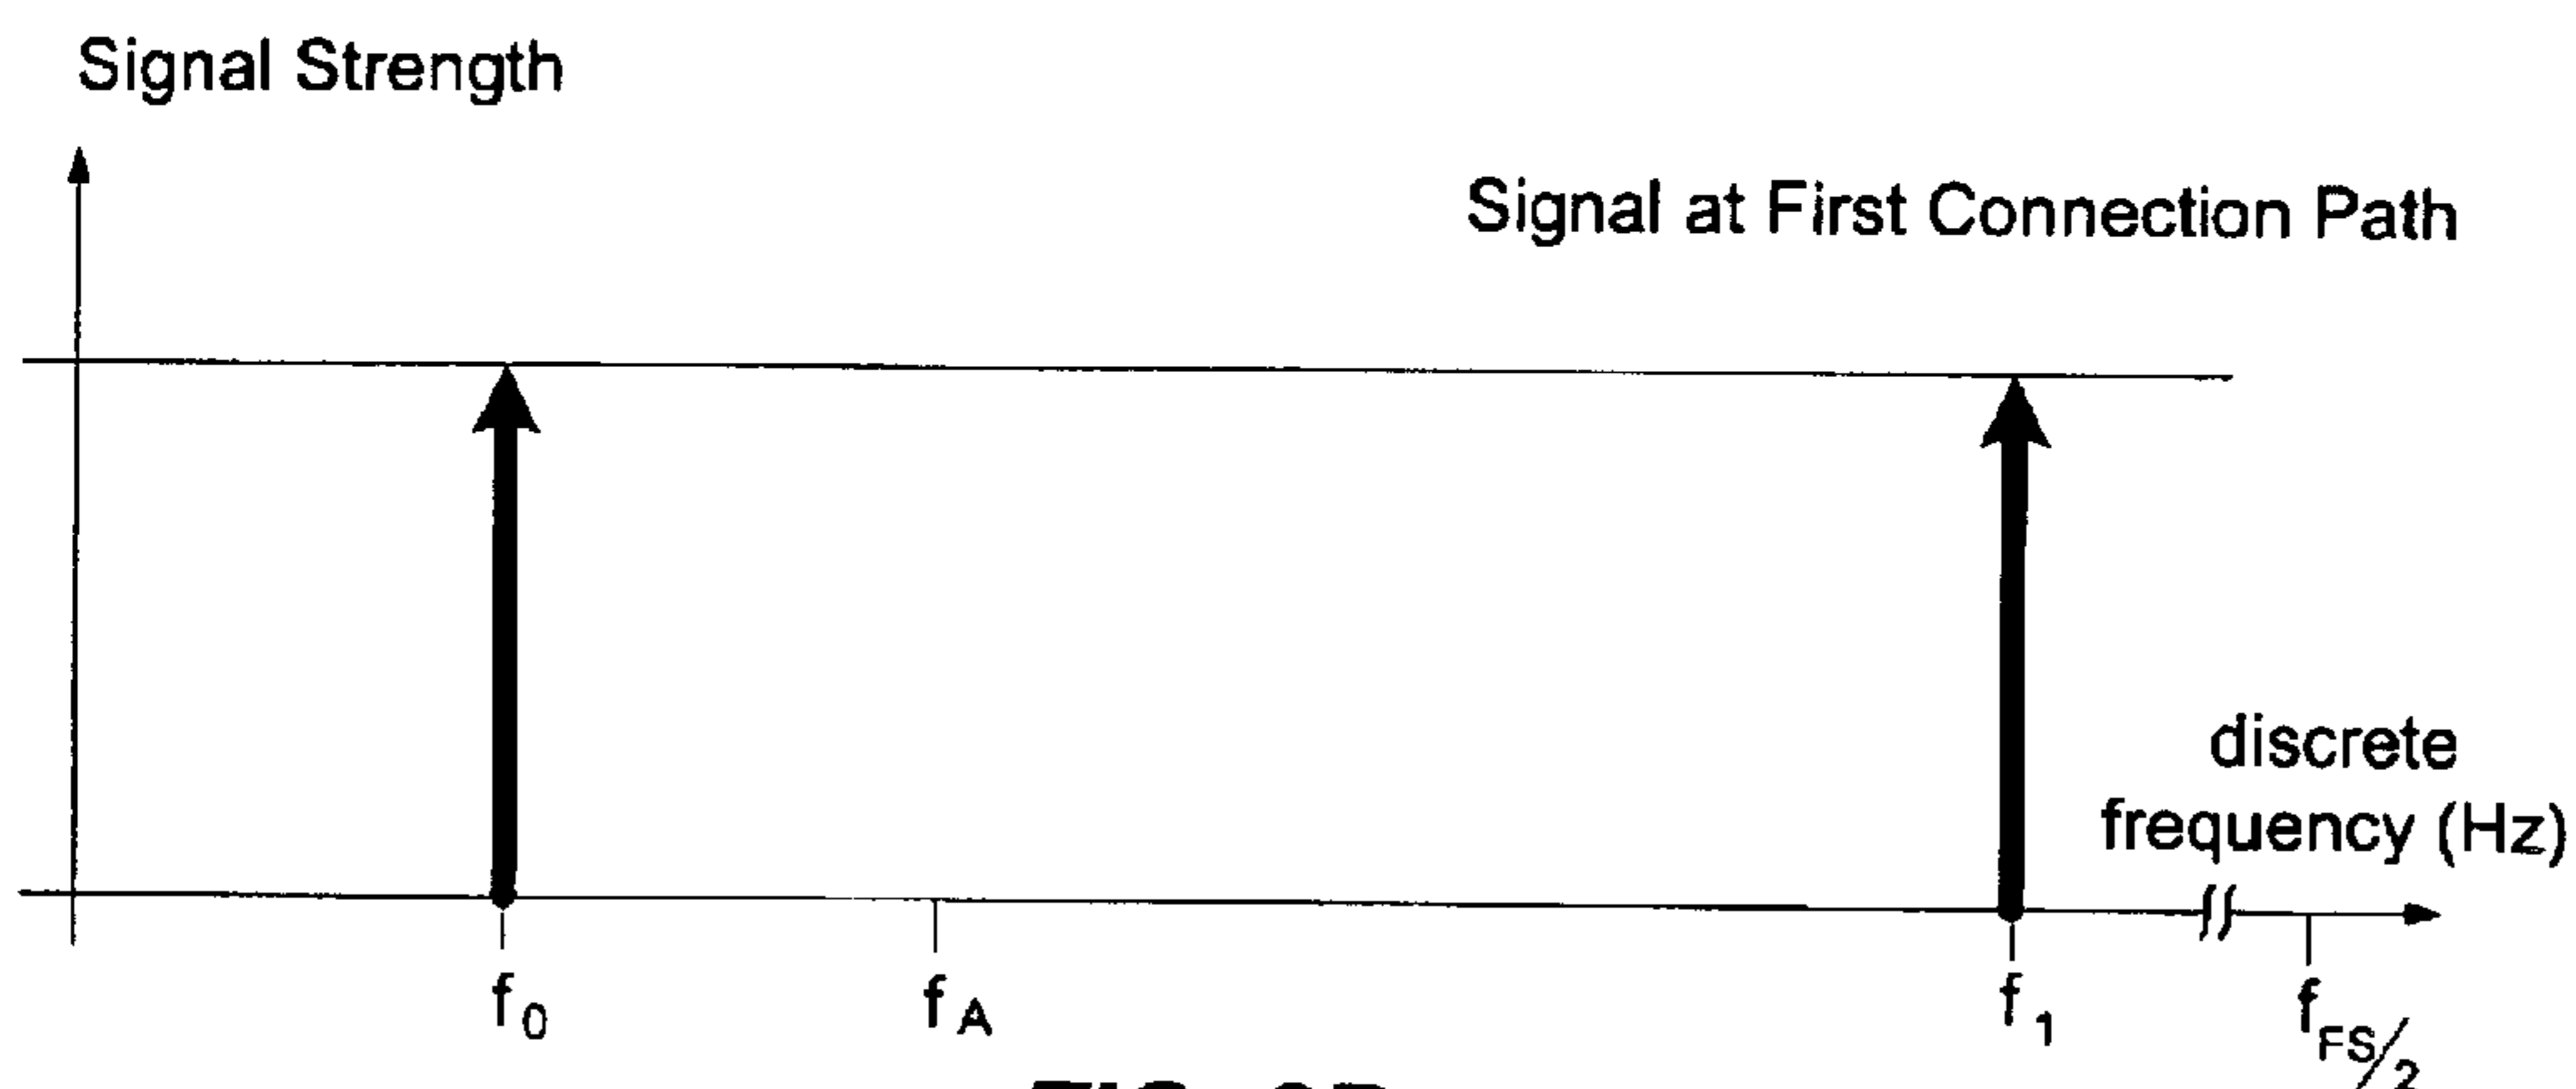 Signal Strength
Signal at First Connection Path
discrete
frequency (Hz)
f0
fA
f1
fFS/2